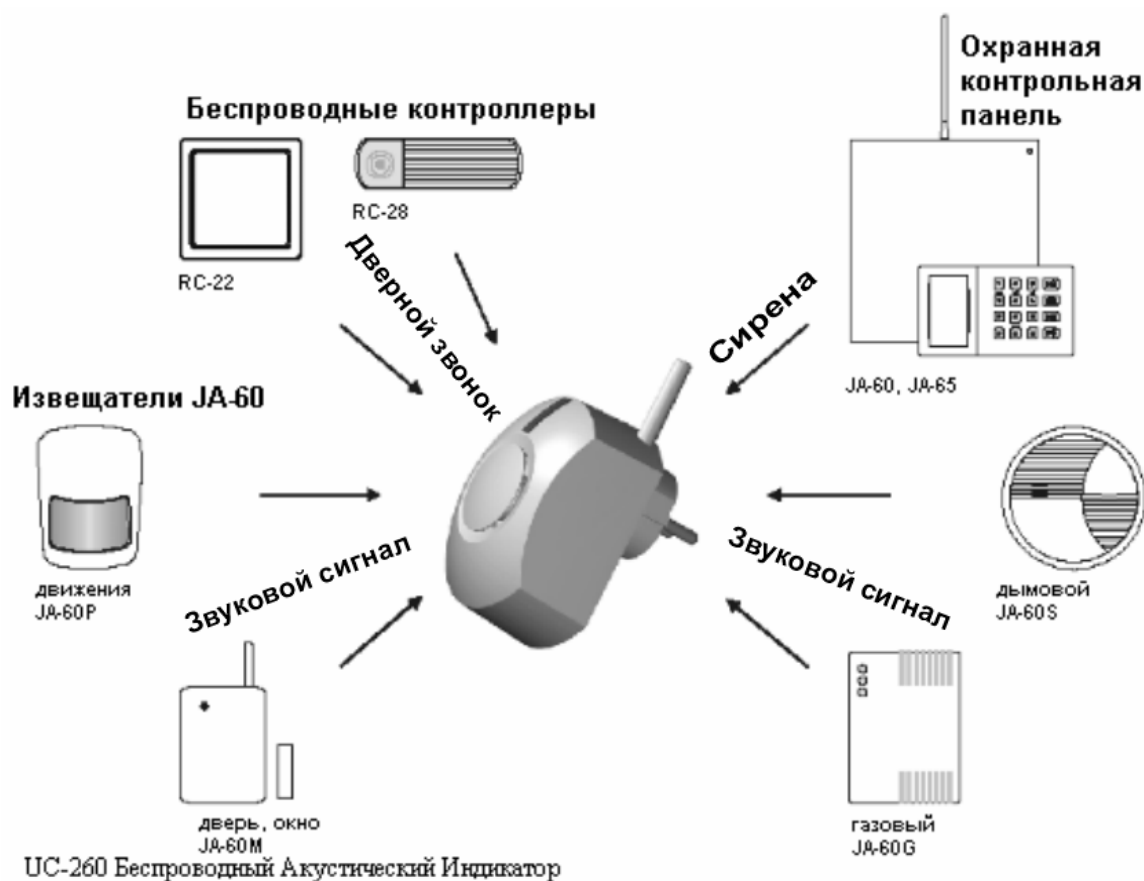 Охранная
контрольная
панель
Беспроводные контроллеры
RC-28
RC-22
Дверной звонок
Сирена
JA-60, JA-65
Извещатели JA-60
движения
JA-60P
Звуковой сигнал
Звуковой сигнал
дымовой
JA-60S
дверь, окно
JA-60M
газовый
JA-60G
UC-260 Беспроводный Акустический Индикатор